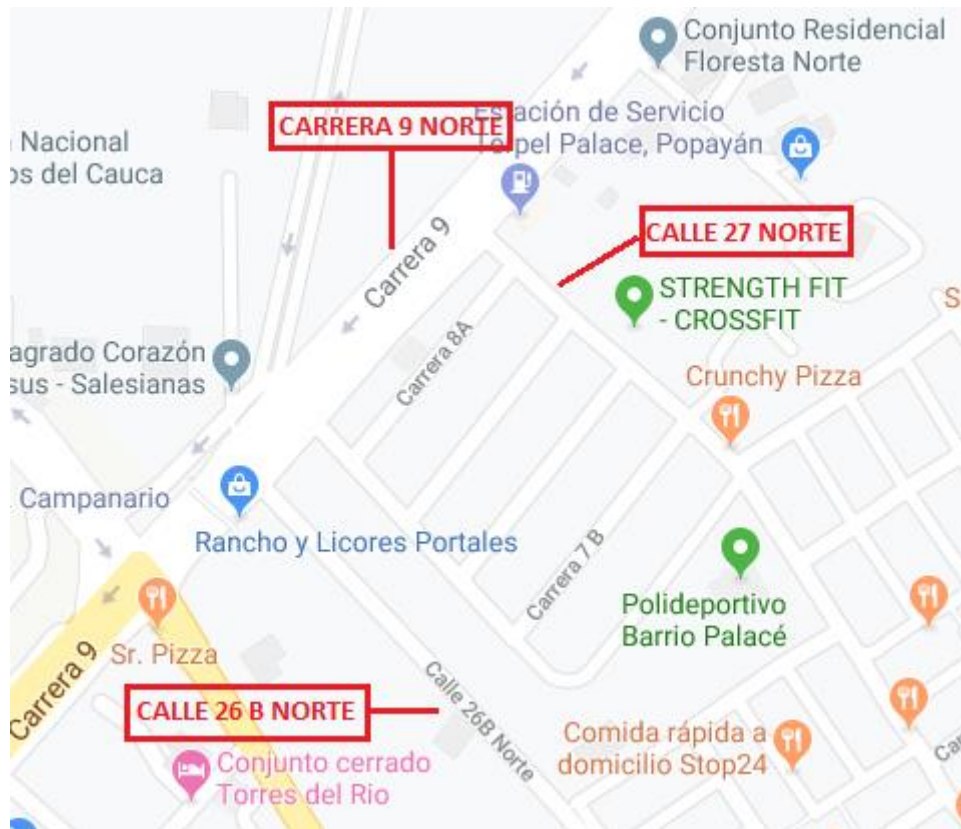 Conjunto Residencial
Floresta Norte
CARRERA 9 NORTE
Estación de Servicio
Terpel Palace, Popayán
Nacional
os del Cauca
CALLE 27 NORTE
Carrera 9
STRENGTH FIT
- CROSSFIT
S
Carrera 8A
agrado Corazón
sus - Salesianas
Crunchy Pizza
Campanario
Rancho y Licores Portales
Carrera 7 B
Polideportivo
Barrio Palacé
Sr. Pizza
Carrera 9
CALLE 26 B NORTE
Calle 26B Norte
Comida rápida a
domicilio Stop24
Car
Conjunto cerrado
Torres del Rio